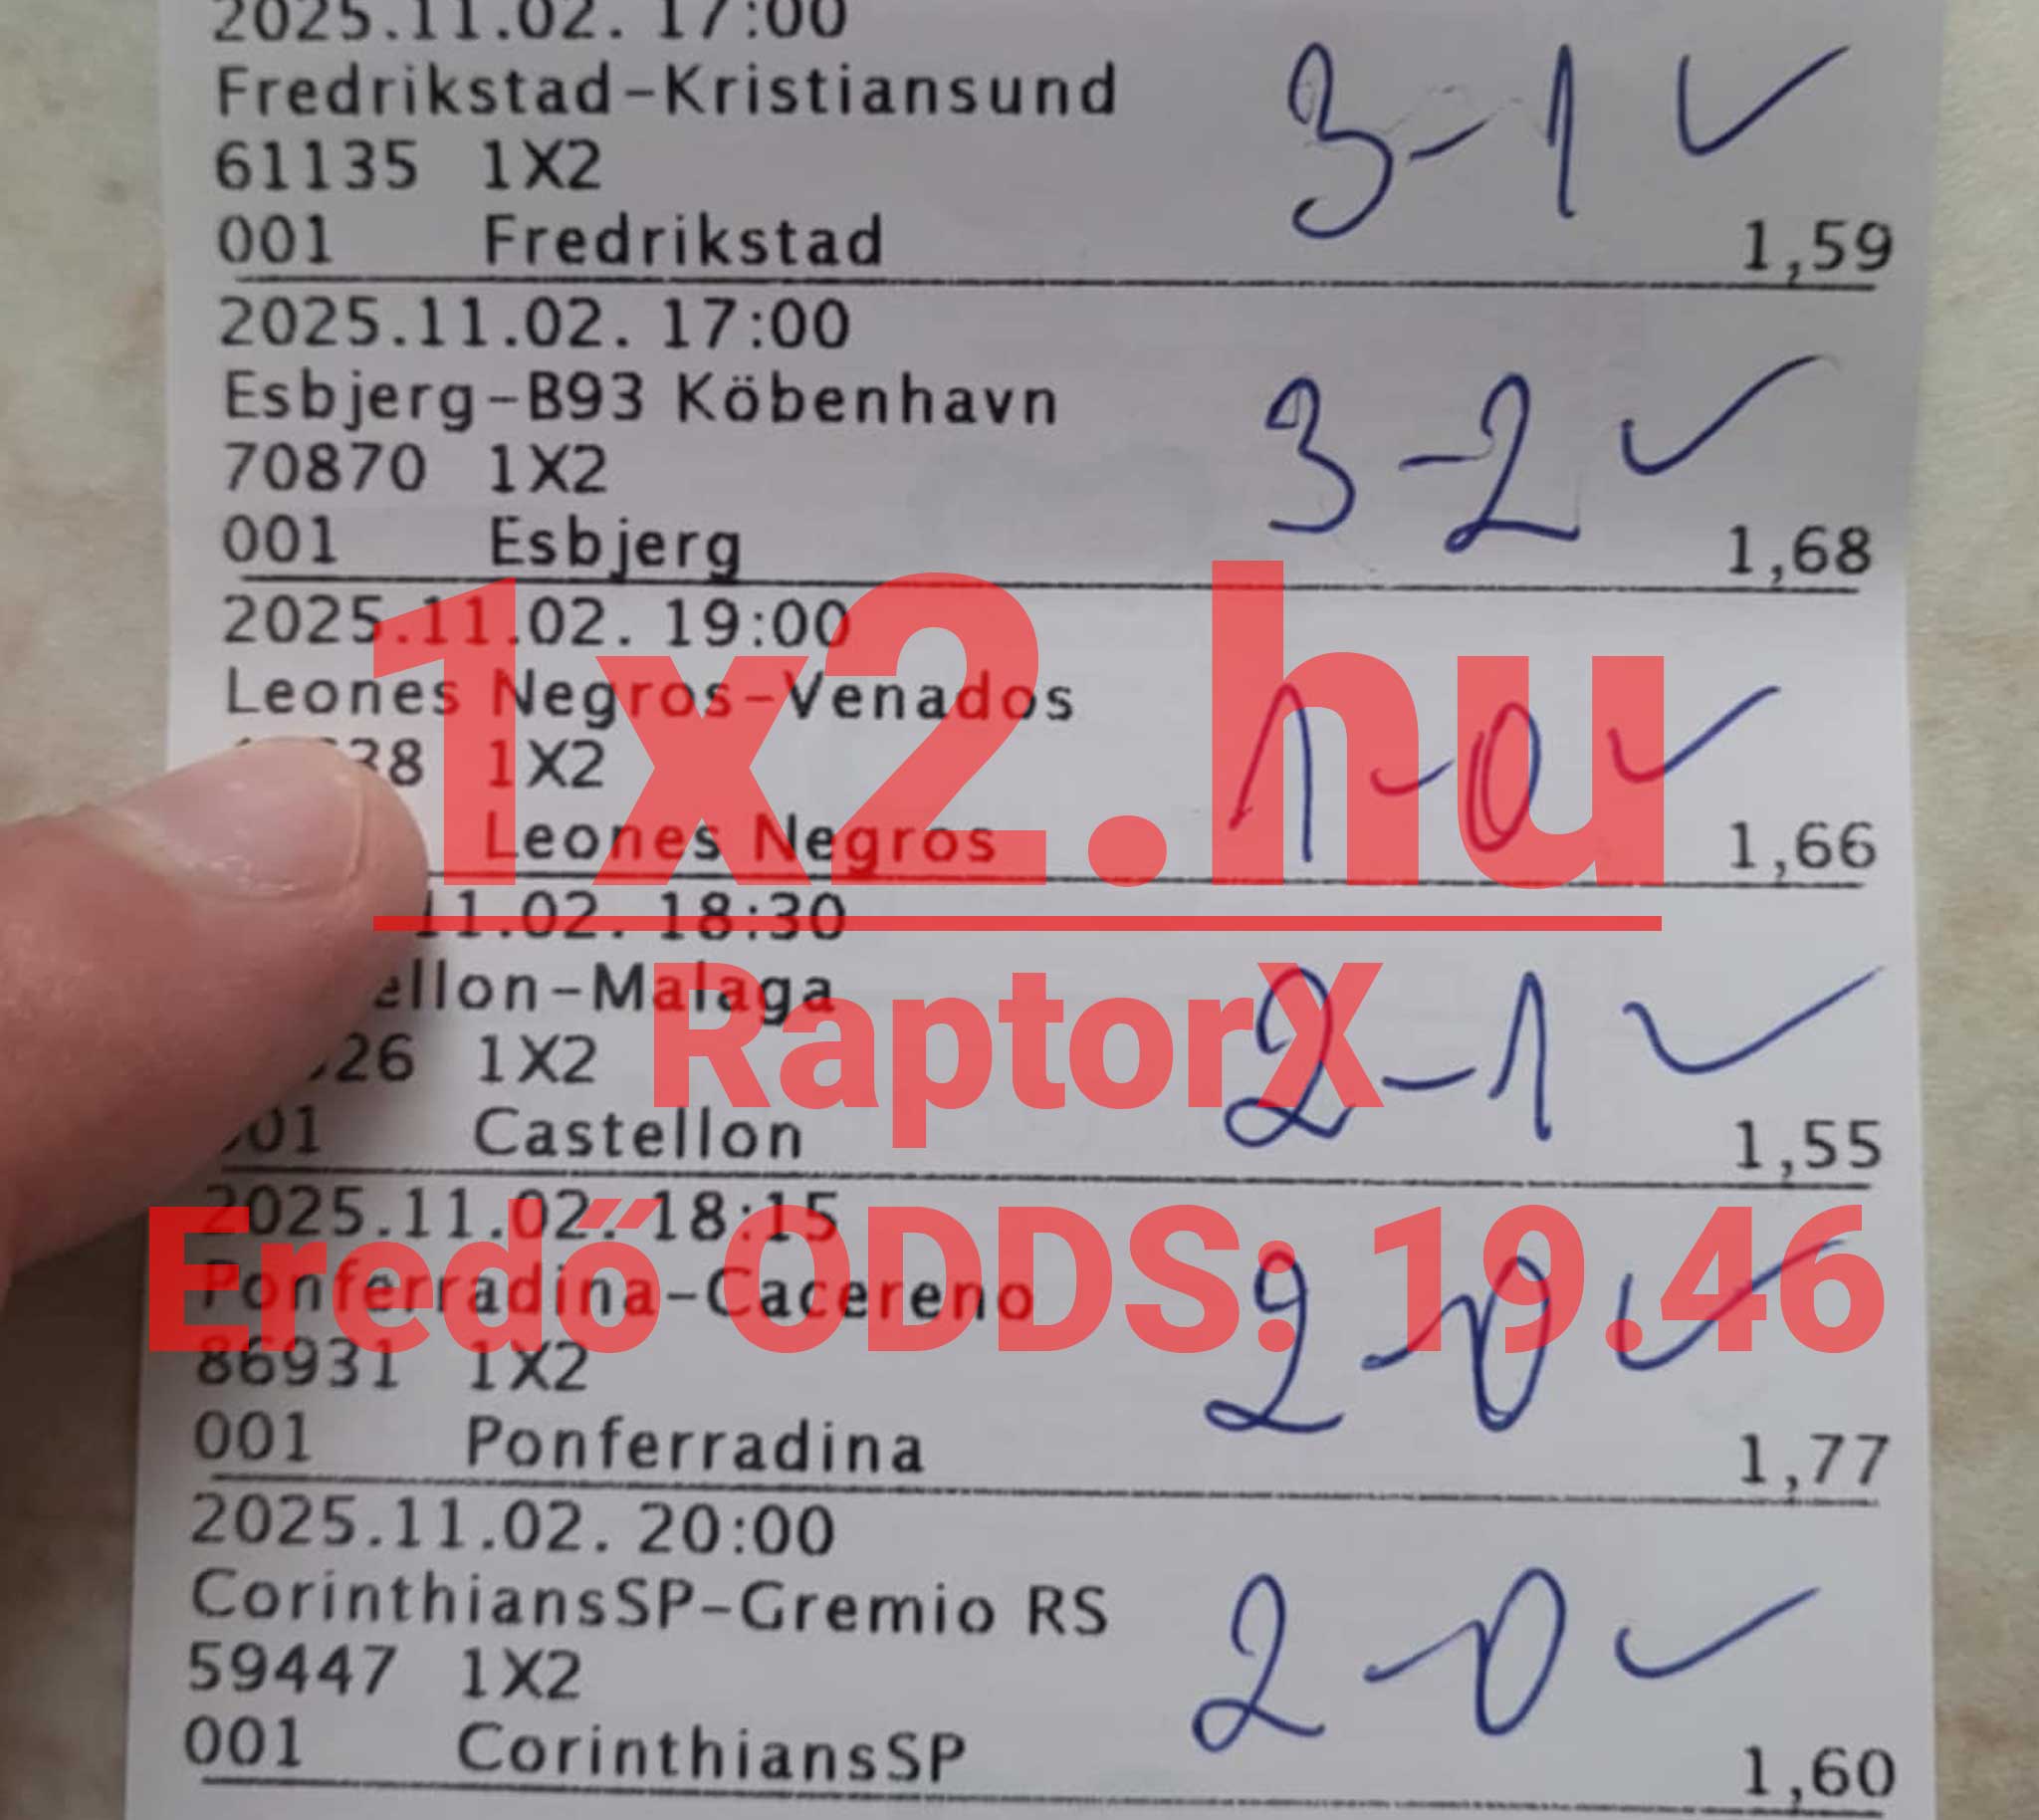 2025.11.02. 17:00
Fredrikstad-Kristiansund
3-1 ✓
61135 1X2
001 Fredrikstad 1,59
2025.11.02. 17:00
Esbjerg-B93 Köbenhavn
3-2 ✓
70870 1X2
001 Esbjerg 1,68
2025.11.02. 19:00
Leones Negros-Venados
1-0 ✓
38 1X2
Leones Negros 1,66
11.02. 18:30
ellon-Malaga
2-1 ✓
26 1X2
01 Castellon 1,55
2025.11.02. 18:15
Ponferradina-Cacereno
2-0 ✓
86931 1X2
001 Ponferradina 1,77
2025.11.02. 20:00
CorinthiansSP-Gremio RS
2-0 ✓
59447 1X2
001 CorinthiansSP 1,60
1x2.hu
RaptorX
Eredő ODDS: 19.46